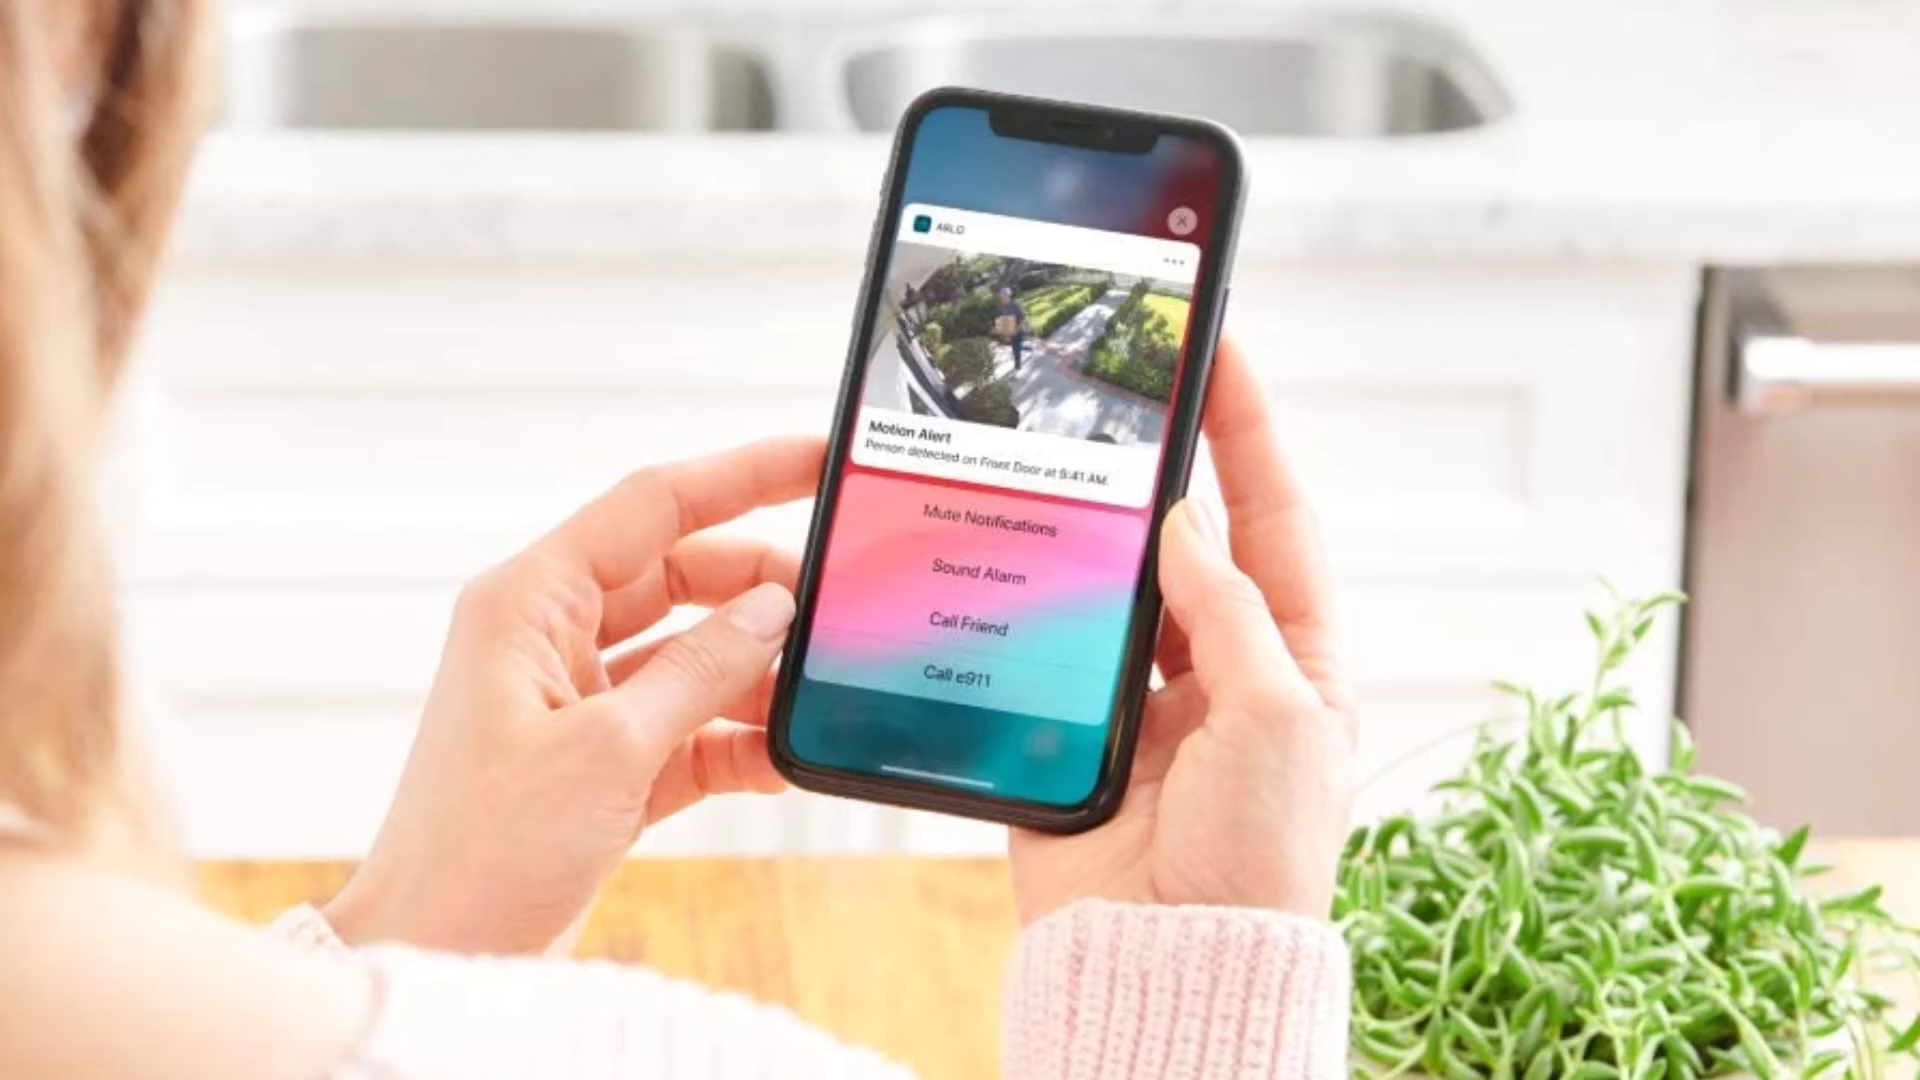 ARLO
Motion Alert
Person detected on Front Door at 9:41 AM.
Mute Notifications
Sound Alarm
Call Friend
Call e911